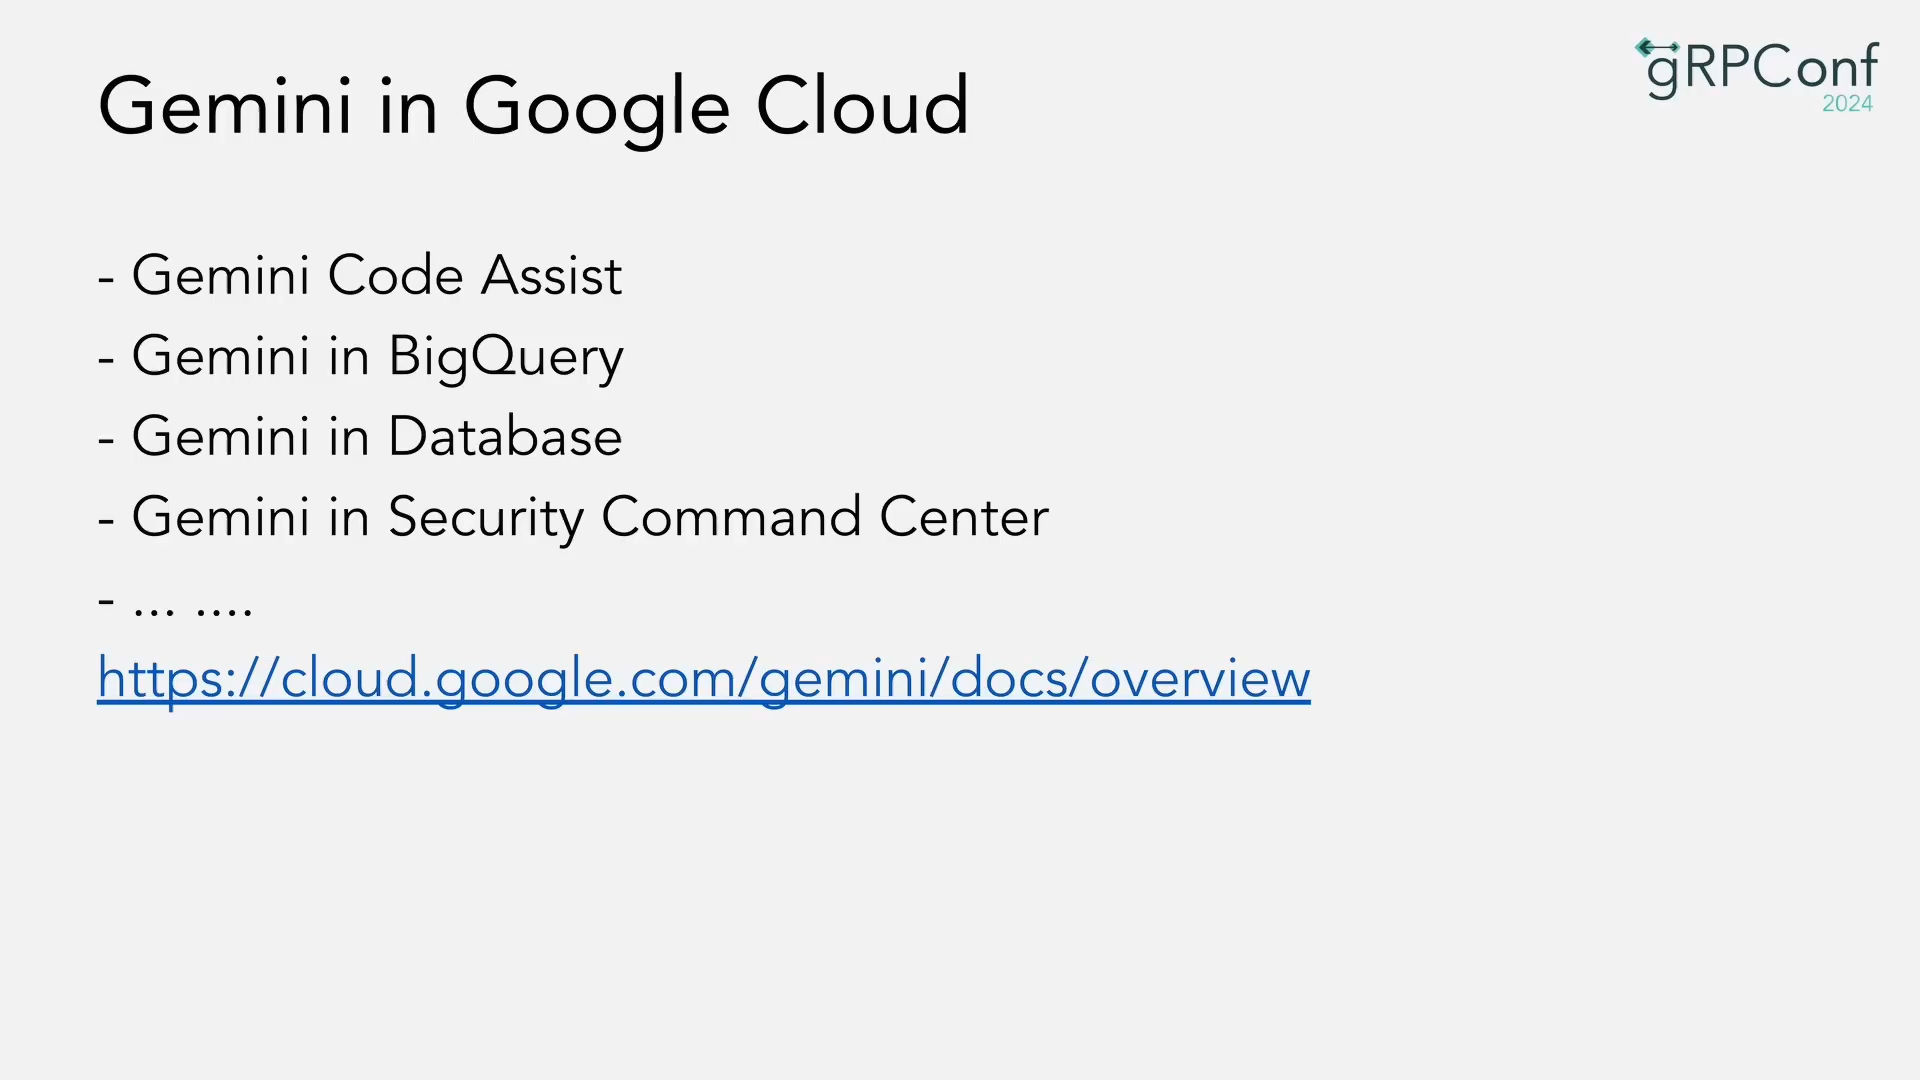 Gemini in Google Cloud
gRPConf
2024
- Gemini Code Assist
- Gemini in BigQuery
- Gemini in Database
- Gemini in Security Command Center
- ... ....
https://cloud.google.com/gemini/docs/overview